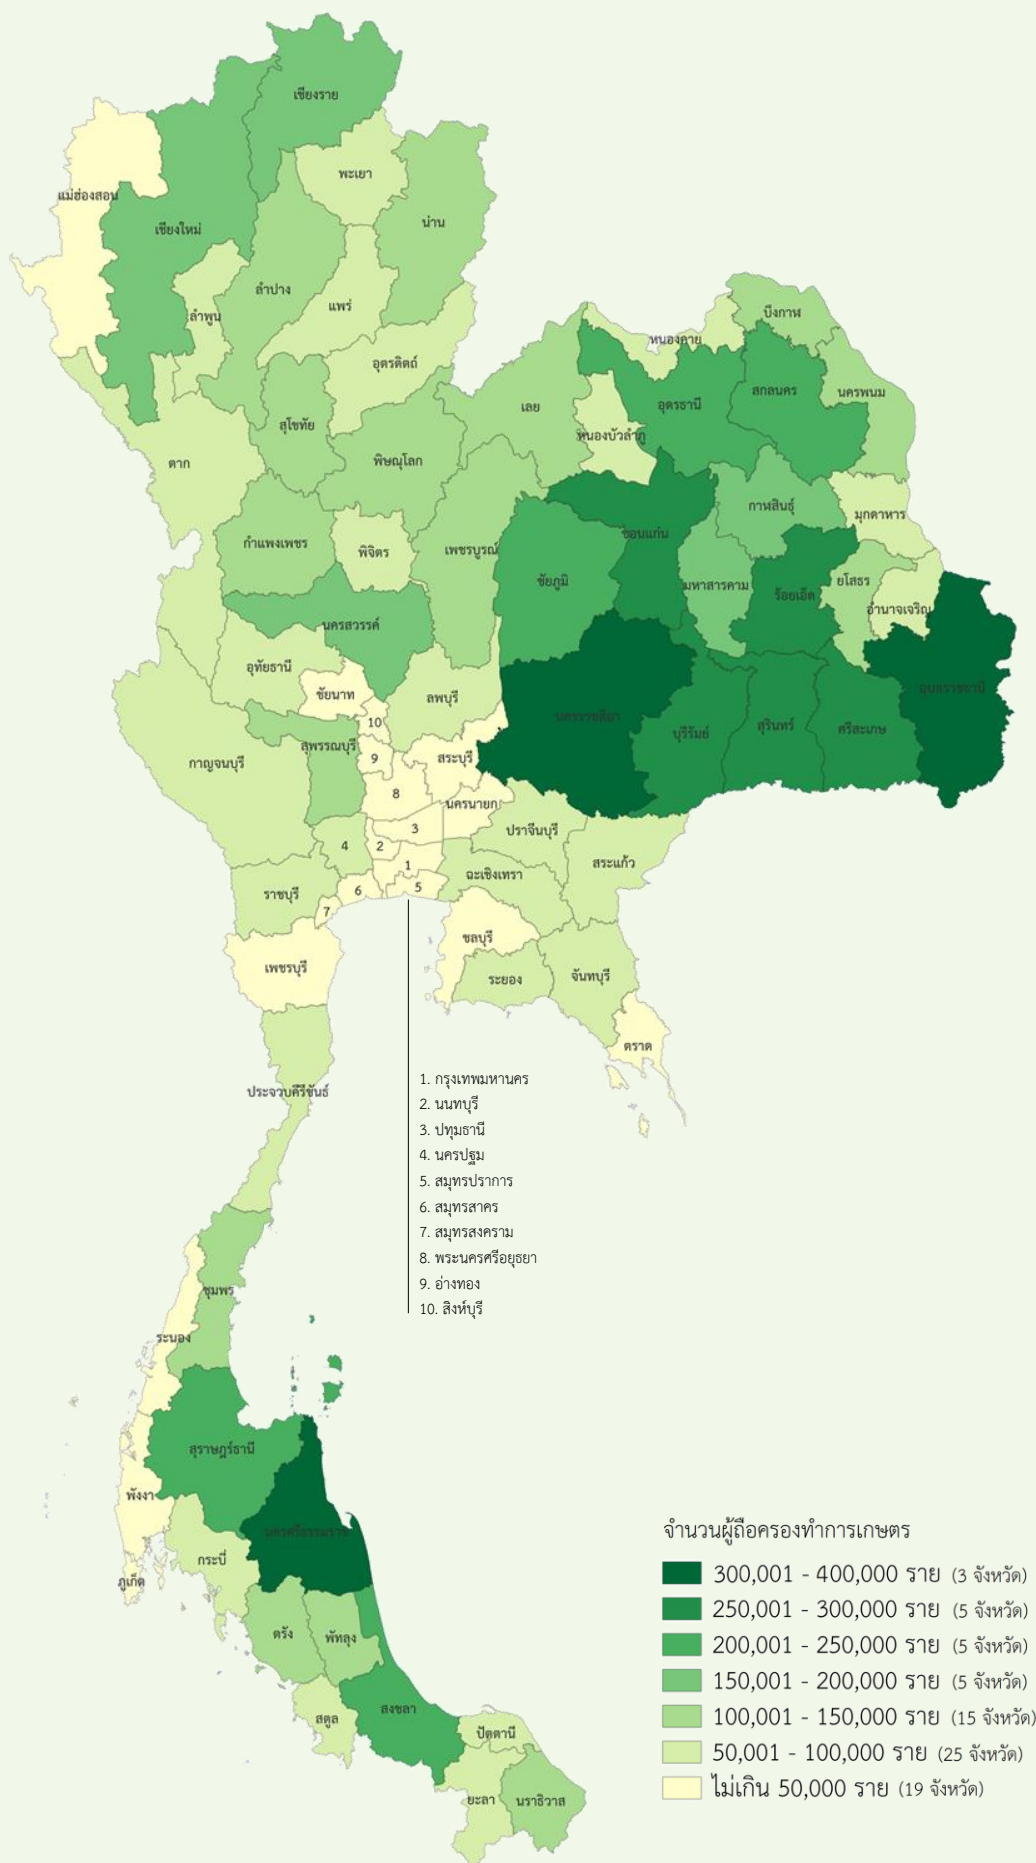 เชียงราย
พะเยา
แม่ฮ่องสอน
เชียงใหม่
น่าน
ลำปาง
ลำพูน
แพร่
บึงกาฬ
หนองคาย
อุตรดิตถ์
สกลนคร
นครพนม
อุดรธานี
เลย
สุโขทัย
หนองบัวลำภู
ตาก
พิษณุโลก
กาฬสินธุ์
มุกดาหาร
ขอนแก่น
กำแพงเพชร
พิจิตร
เพชรบูรณ์
ชัยภูมิ
มหาสารคาม
ร้อยเอ็ด
ยโสธร
อำนาจเจริญ
นครสวรรค์
อุทัยธานี
ชัยนาท
ลพบุรี
อุบลราชธานี
นครราชสีมา
10
สุพรรณบุรี
บุรีรัมย์
สุรินทร์
ศรีสะเกษ
กาญจนบุรี
9
สระบุรี
8
นครนายก
3
ปราจีนบุรี
4
2
1
สระแก้ว
ฉะเชิงเทรา
5
6
ราชบุรี
7
ชลบุรี
เพชรบุรี
ระยอง
จันทบุรี
ตราด
ประจวบคีรีขันธ์
1. กรุงเทพมหานคร
2. นนทบุรี
3. ปทุมธานี
4. นครปฐม
5. สมุทรปราการ
6. สมุทรสาคร
7. สมุทรสงคราม
8. พระนครศรีอยุธยา
9. อ่างทอง
10. สิงห์บุรี
ชุมพร
ระนอง
สุราษฎร์ธานี
พังงา
นครศรีธรรมราช
กระบี่
ภูเก็ต
ตรัง
พัทลุง
สตูล
สงขลา
ปัตตานี
ยะลา
นราธิวาส
จำนวนผู้ถือครองทำการเกษตร
300,001 - 400,000 ราย (3 จังหวัด)
250,001 - 300,000 ราย (5 จังหวัด)
200,001 - 250,000 ราย (5 จังหวัด)
150,001 - 200,000 ราย (5 จังหวัด)
100,001 - 150,000 ราย (15 จังหวัด)
50,001 - 100,000 ราย (25 จังหวัด)
ไม่เกิน 50,000 ราย (19 จังหวัด)